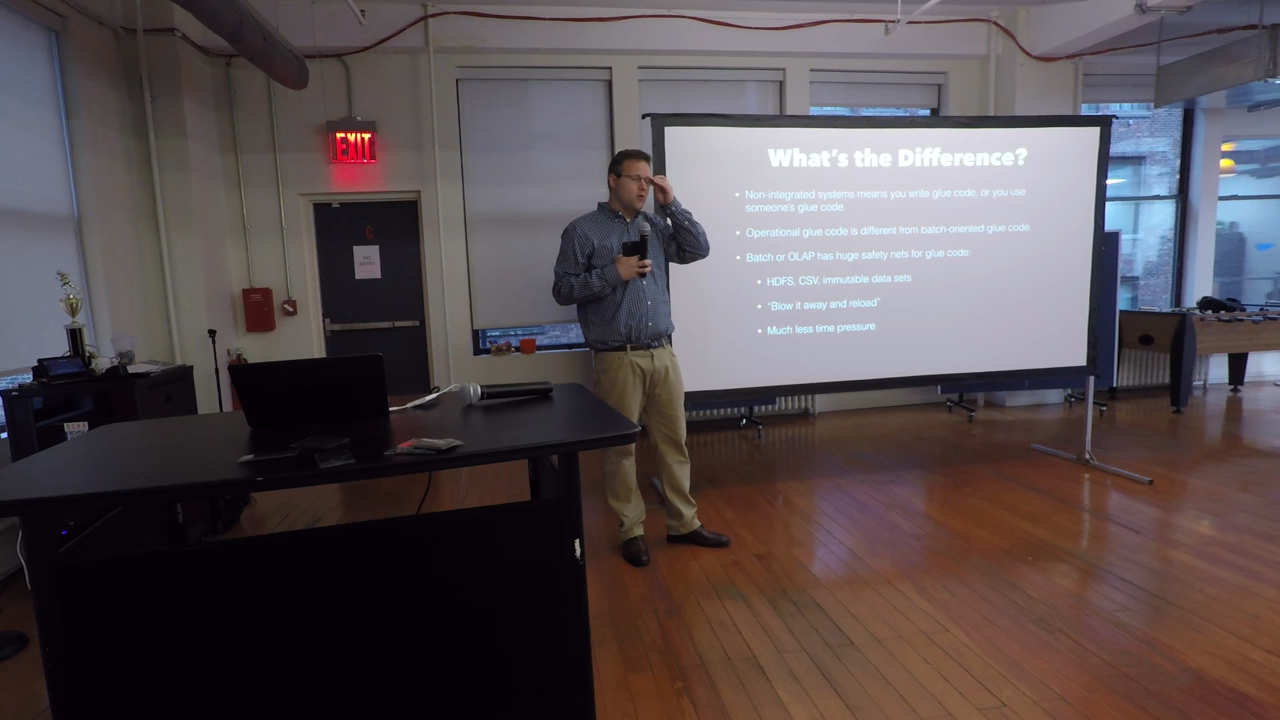 EXIT
What's the Difference?
• Non-integrated systems means you write glue code, or you use
someone's glue code.
• Operational glue code is different from batch-oriented glue code.
• Batch or OLAP has huge safety nets for glue code:
• HDFS, CSV, immutable data sets
• "Blow it away and reload"
• Much less time pressure
C